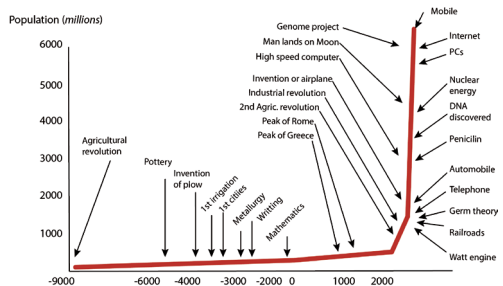 Population (millions)
6000
5000
4000
3000
2000
1000
-9000
-6000
-4000
-3000
-2000
0
1000
2000
Agricultural
revolution
Pottery
Invention
of plow
1st irrigation
1st citiies
Metallurgy
Writting
Mathematics
Genome project
Man lands on Moon
High speed computer
Invention or airplane
Industrial revolution
2nd Agric. revolution
Peak of Rome
Peak of Greece
Mobile
Internet
PCs
Nuclear
energy
DNA
discovered
Penicilin
Automobile
Telephone
Germ theory
Railroads
Watt engine